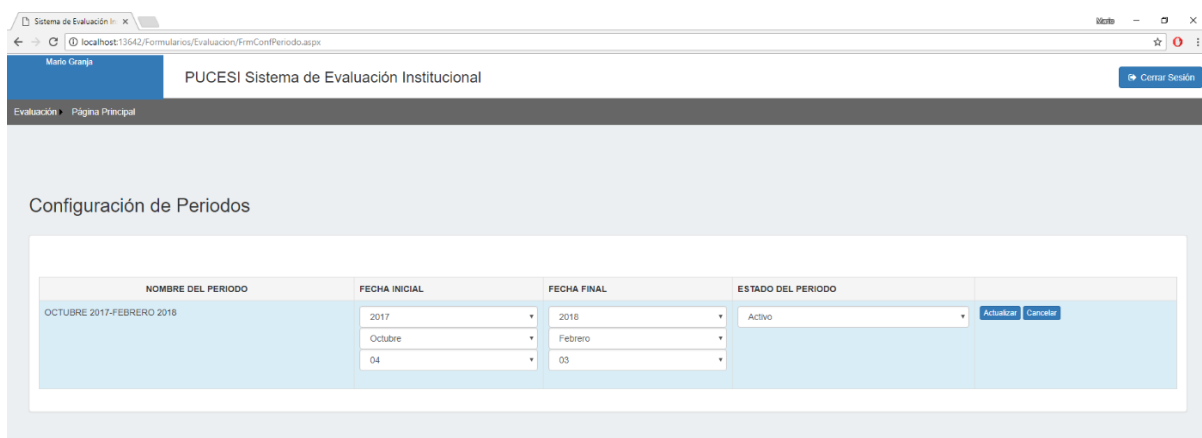 Sistema de Evaluación In
Mario
localhost:13642/Formularios/Evaluacion/FrmConfPeriodo.aspx
Mario Granja
PUCESI Sistema de Evaluación Institucional
Cerrar Sesión
Evaluación Página Principal
Configuración de Periodos
NOMBRE DEL PERIODO FECHA INICIAL FECHA FINAL ESTADO DEL PERIODO
OCTUBRE 2017-FEBRERO 2018 2017 2018 Activo Actualizar Cancelar
Octubre Febrero
04 03